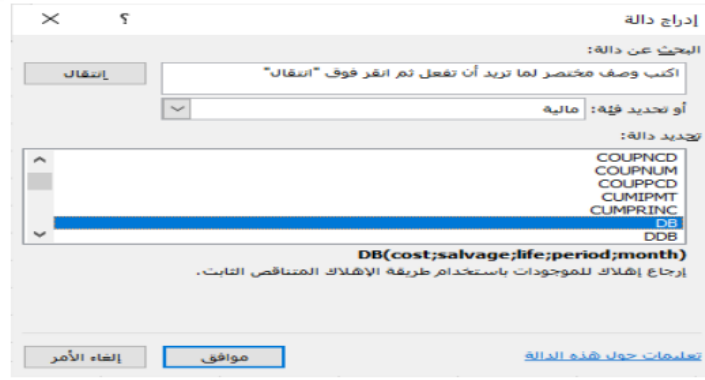 إدراج دالة ؟ ×
البحث عن دالة:
اكتب وصف مختصر لما تريد أن تفعل ثم انقر فوق "انتقال" إنتقال
أو تحديد فئة: مالية
تحديد دالة:
COUPNCD
COUPNUM
COUPPCD
CUMIPMT
CUMPRINC
DB
DDB
DB(cost;salvage;life;period;month)
إرجاع إهلاك للموجودات باستخدام طريقة الإهلاك المتناقص الثابت.
تعليمات حول هذه الدالة موافق إلغاء الأمر